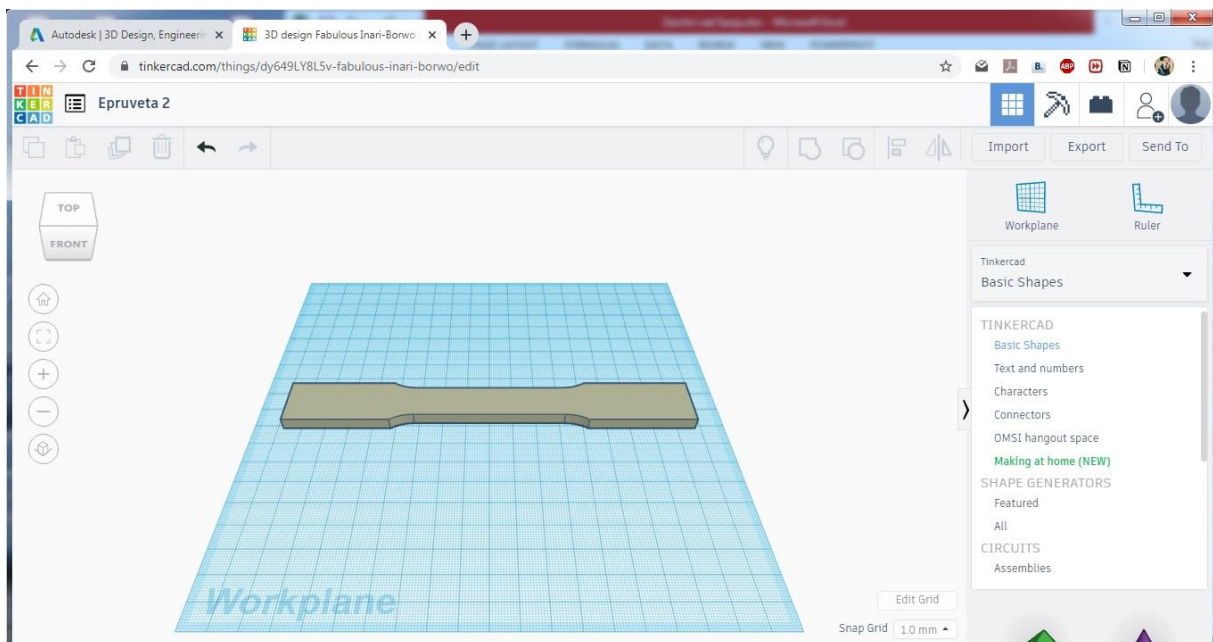 Autodesk | 3D Design, Engineerin
3D design Fabulous Inari-Borwo
tinkercad.com/things/dy649LY8L5v-fabulous-inari-borwo/edit
ABP
TIN
KER
CAD
Epruveta 2
Import
Export
Send To
TOP
FRONT
Workplane
Ruler
Tinkercad
Basic Shapes
TINKERCAD
Basic Shapes
Text and numbers
Characters
Connectors
OMSI hangout space
Making at home (NEW)
SHAPE GENERATORS
Featured
All
CIRCUITS
Assemblies
Workplane
Edit Grid
Snap Grid 1.0 mm